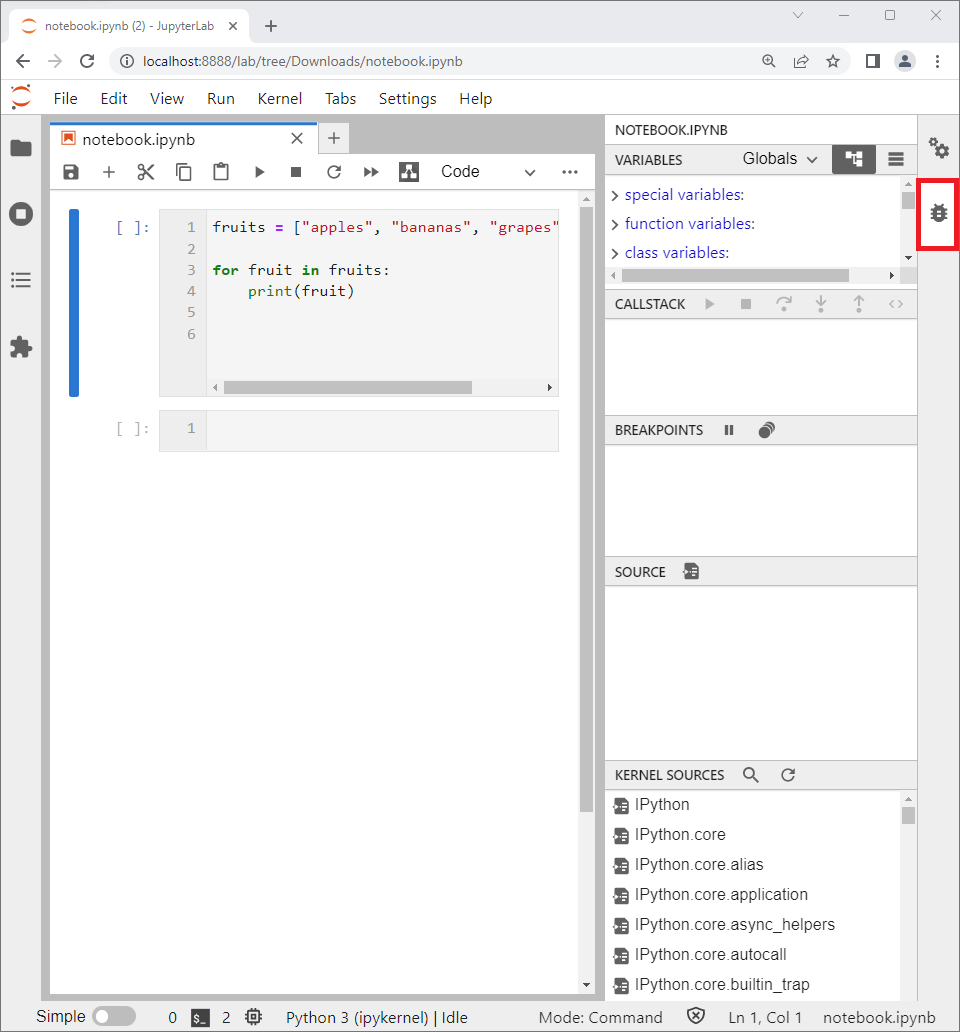 notebook.ipynb (2) - JupyterLab
localhost:8888/lab/tree/Downloads/notebook.ipynb
File Edit View Run Kernel Tabs Settings Help
notebook.ipynb
Code
[ ]:
1 fruits = ["apples", "bananas", "grapes"
2
3 for fruit in fruits:
4     print(fruit)
5
6
[ ]:
1
NOTEBOOK.IPYNB
VARIABLES Globals
special variables:
function variables:
class variables:
CALLSTACK
BREAKPOINTS
SOURCE
KERNEL SOURCES
IPython
IPython.core
IPython.core.alias
IPython.core.application
IPython.core.async_helpers
IPython.core.autocall
IPython.core.builtin_trap
Simple 0 $_ 2 Python 3 (ipykernel) | Idle Mode: Command Ln 1, Col 1 notebook.ipynb